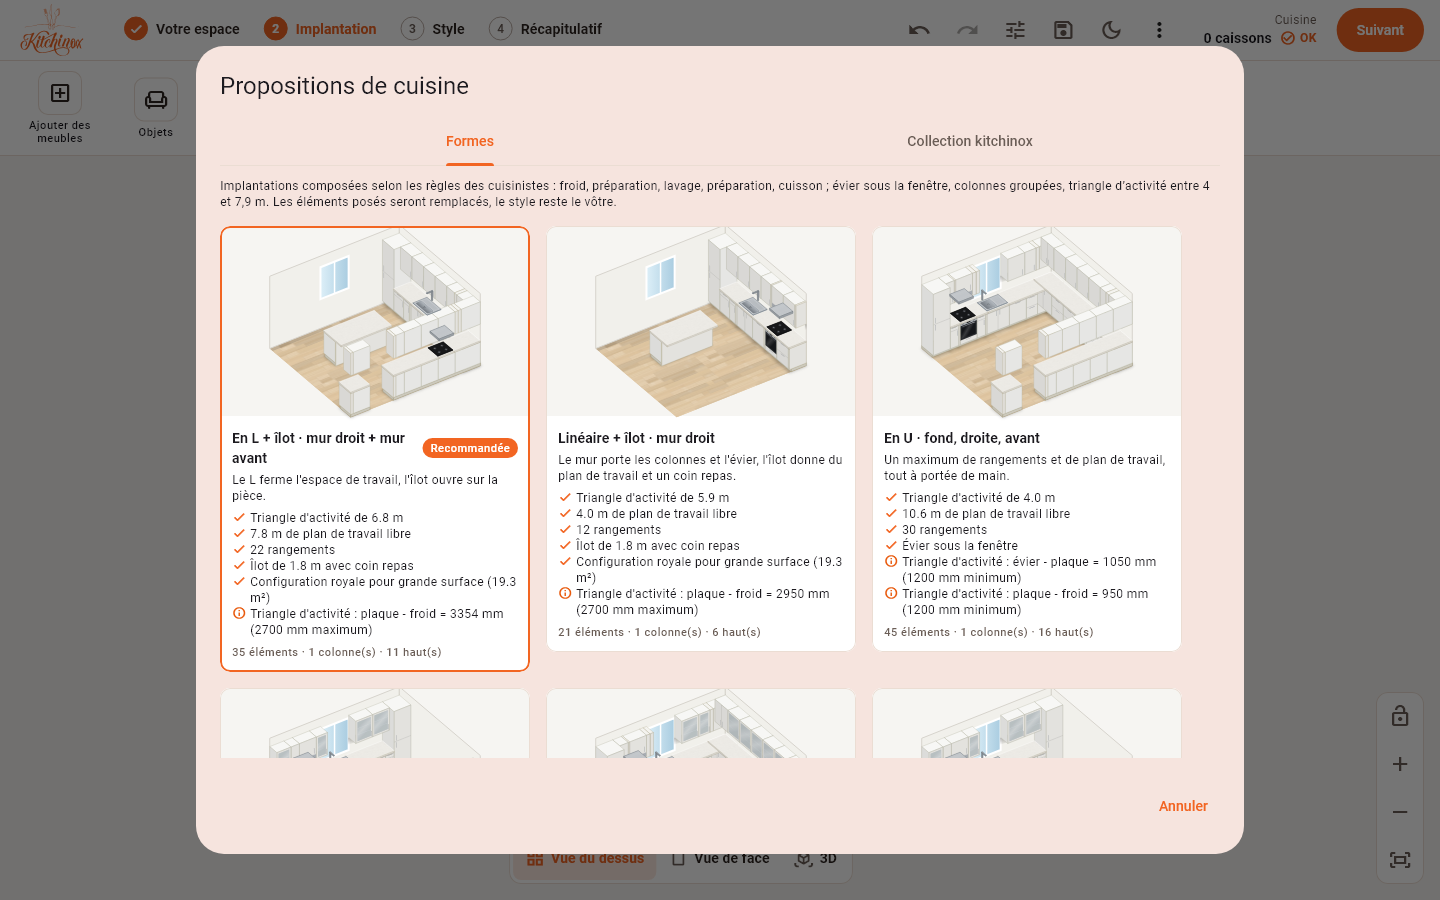 Kitchinox
Votre espace
2 Implantation
3 Style
4 Récapitulatif
Cuisine
0 caissons OK
Suivant
Ajouter des
meubles
Objets
Propositions de cuisine
Formes
Collection kitchinox
Implantations composées selon les règles des cuisinistes : froid, préparation, lavage, préparation, cuisson ; évier sous la fenêtre, colonnes groupées, triangle d'activité entre 4
et 7,9 m. Les éléments posés seront remplacés, le style reste le vôtre.
En L + îlot · mur droit + mur
avant
Recommandée
Le L ferme l'espace de travail, l'îlot ouvre sur la
pièce.
Triangle d'activité de 6.8 m
7.8 m de plan de travail libre
22 rangements
Îlot de 1.8 m avec coin repas
Configuration royale pour grande surface (19.3
m²)
Triangle d'activité : plaque - froid = 3354 mm
(2700 mm maximum)
35 éléments · 1 colonne(s) · 11 haut(s)
Linéaire + îlot · mur droit
Le mur porte les colonnes et l'évier, l'îlot donne du
plan de travail et un coin repas.
Triangle d'activité de 5.9 m
4.0 m de plan de travail libre
12 rangements
Îlot de 1.8 m avec coin repas
Configuration royale pour grande surface (19.3
m²)
Triangle d'activité : plaque - froid = 2950 mm
(2700 mm maximum)
21 éléments · 1 colonne(s) · 6 haut(s)
En U · fond, droite, avant
Un maximum de rangements et de plan de travail,
tout à portée de main.
Triangle d'activité de 4.0 m
10.6 m de plan de travail libre
30 rangements
Évier sous la fenêtre
Triangle d'activité : évier - plaque = 1050 mm
(1200 mm minimum)
Triangle d'activité : plaque - froid = 950 mm
(1200 mm minimum)
45 éléments · 1 colonne(s) · 16 haut(s)
Annuler
Vue du dessus
Vue de face
3D